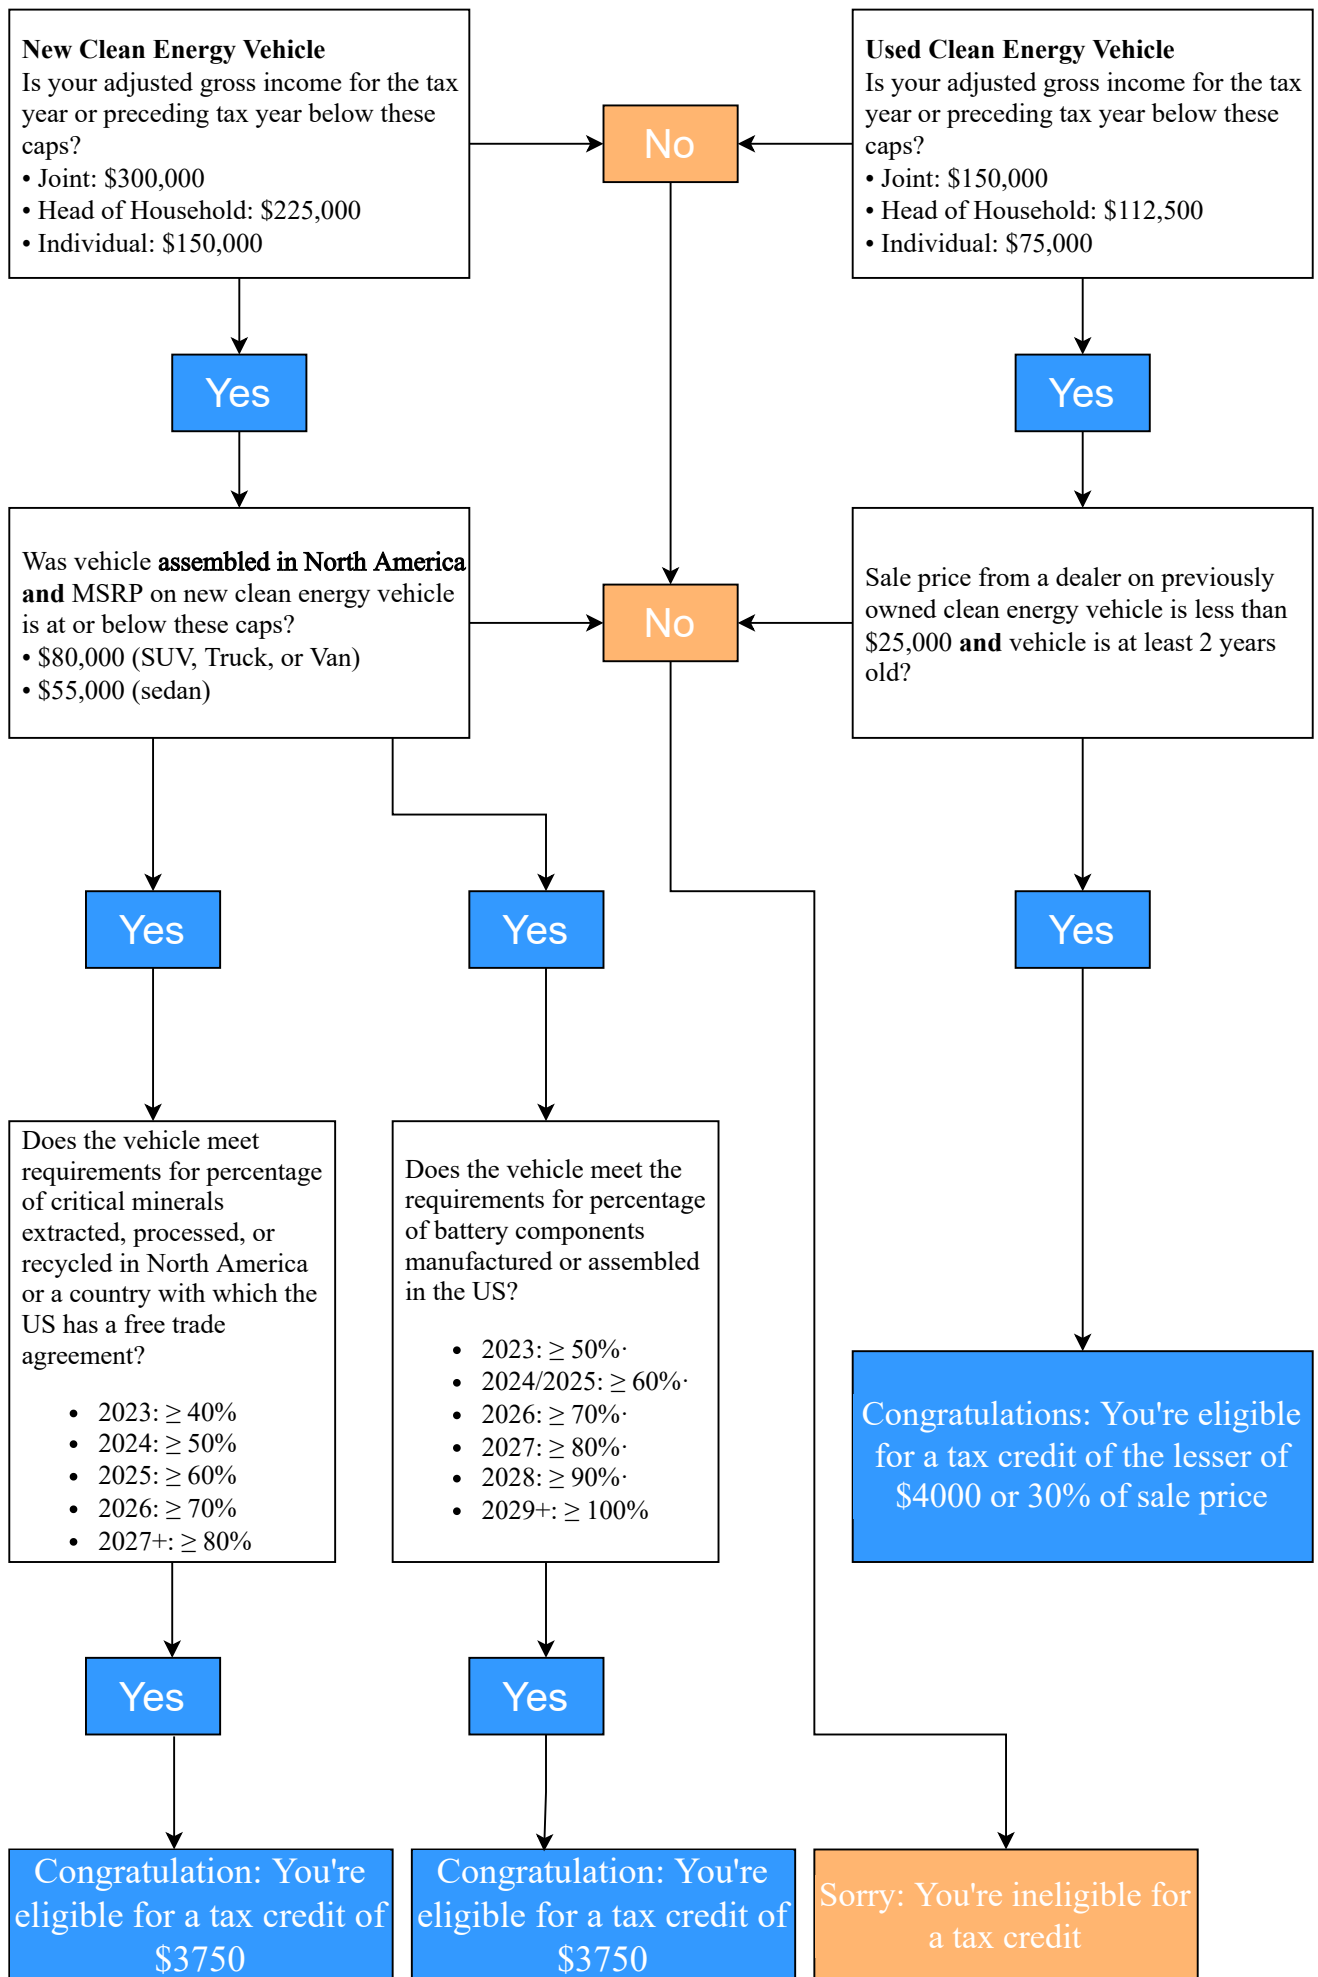 New Clean Energy Vehicle
Is your adjusted gross income for the tax
year or preceding tax year below these
caps?
• Joint: $300,000
• Head of Household: $225,000
• Individual: $150,000
No
Used Clean Energy Vehicle
Is your adjusted gross income for the tax
year or preceding tax year below these
caps?
• Joint: $150,000
• Head of Household: $112,500
• Individual: $75,000
Yes
Yes
Was vehicle assembled in North America
and MSRP on new clean energy vehicle
is at or below these caps?
• $80,000 (SUV, Truck, or Van)
• $55,000 (sedan)
No
Sale price from a dealer on previously
owned clean energy vehicle is less than
$25,000 and vehicle is at least 2 years
old?
Yes
Yes
Yes
Does the vehicle meet
requirements for percentage
of critical minerals
extracted, processed, or
recycled in North America
or a country with which the
US has a free trade
agreement?
• 2023: ≥ 40%
• 2024: ≥ 50%
• 2025: ≥ 60%
• 2026: ≥ 70%
• 2027+: ≥ 80%
Does the vehicle meet the
requirements for percentage
of battery components
manufactured or assembled
in the US?
• 2023: ≥ 50%·
• 2024/2025: ≥ 60%·
• 2026: ≥ 70%·
• 2027: ≥ 80%·
• 2028: ≥ 90%·
• 2029+: ≥ 100%
Congratulations: You're eligible
for a tax credit of the lesser of
$4000 or 30% of sale price
Yes
Yes
Congratulation: You're
eligible for a tax credit of
$3750
Congratulation: You're
eligible for a tax credit of
$3750
Sorry: You're ineligible for
a tax credit